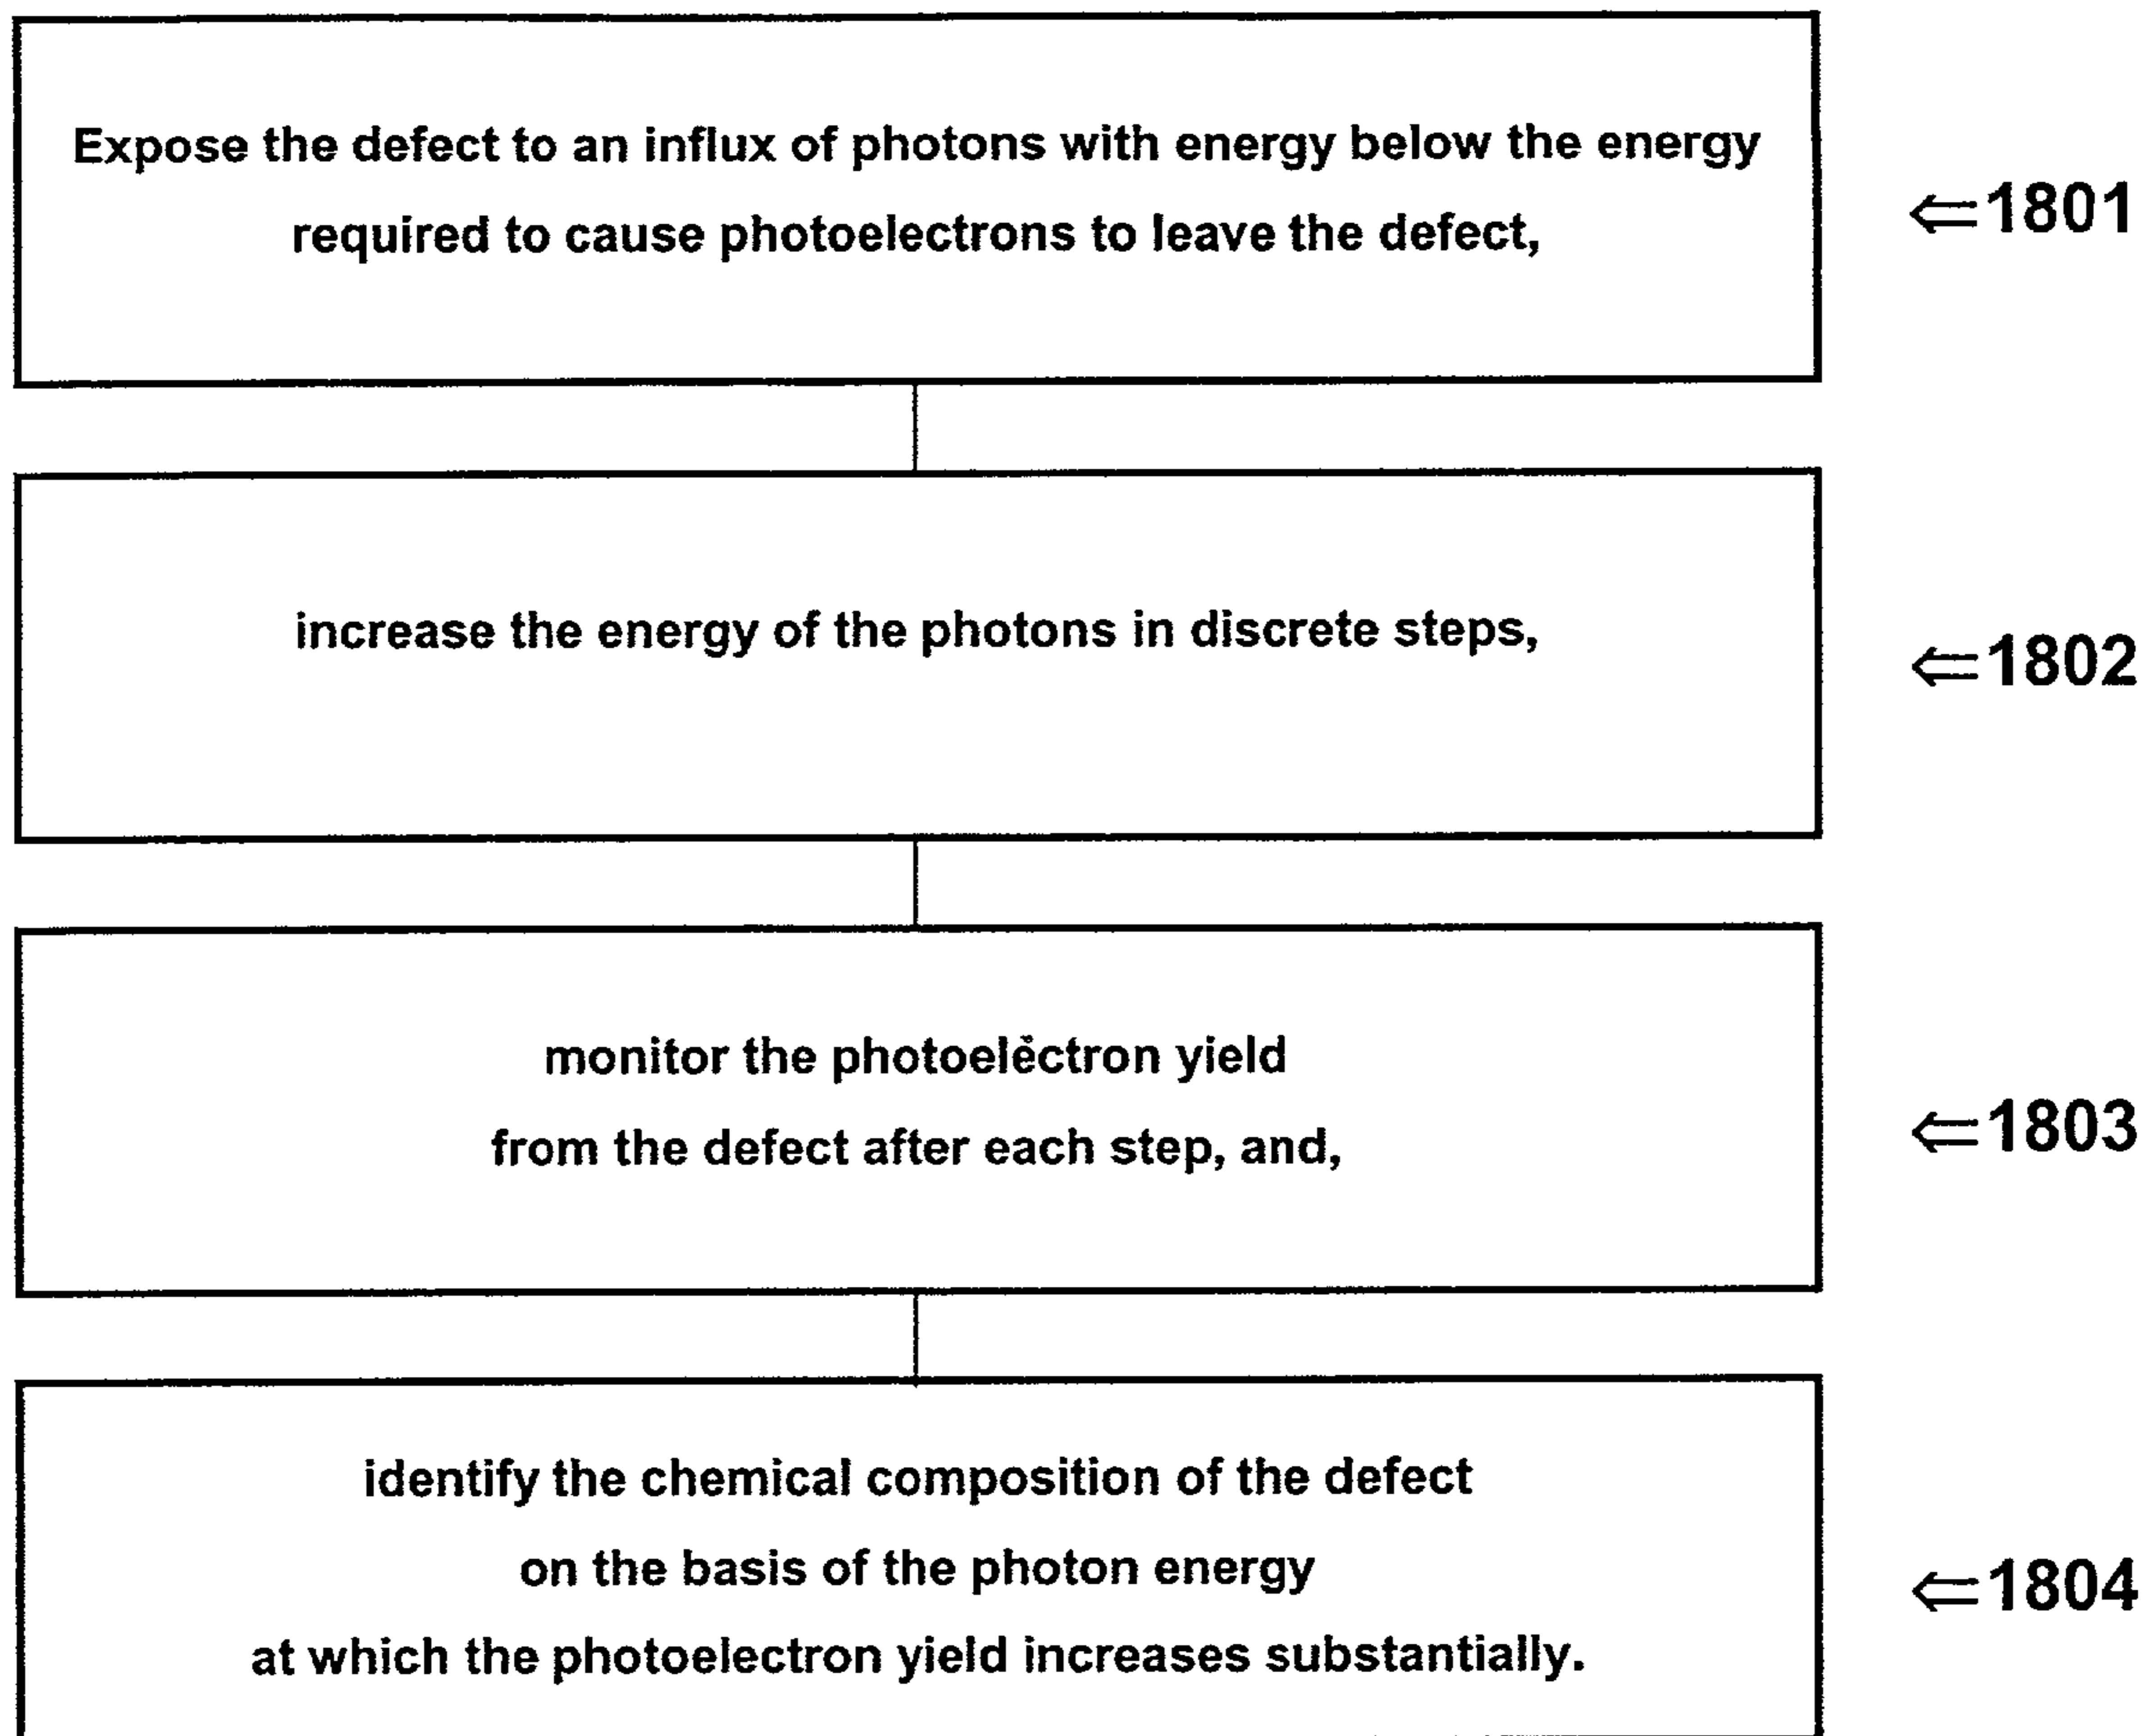 Expose the defect to an influx of photons with energy below the energy
required to cause photoelectrons to leave the defect,
⇐1801
increase the energy of the photons in discrete steps,
⇐1802
monitor the photoelectron yield
from the defect after each step, and,
⇐1803
identify the chemical composition of the defect
on the basis of the photon energy
at which the photoelectron yield increases substantially.
⇐1804